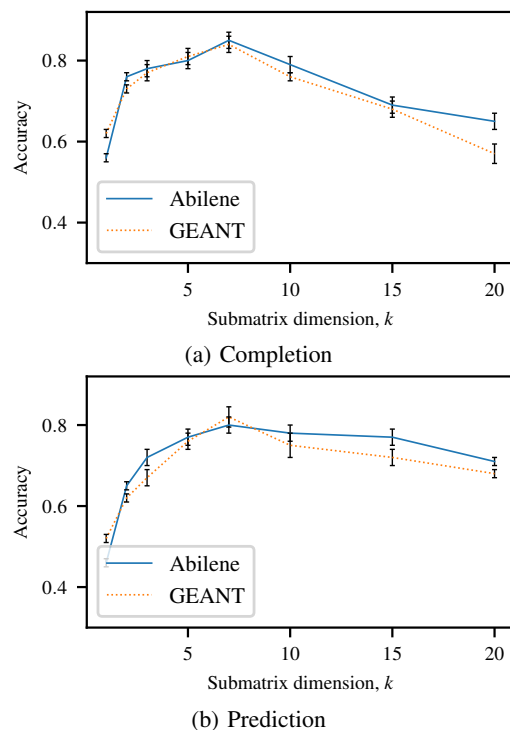 0.8
0.6
0.4
Accuracy
Abilene
GEANT
5 10 15 20
Submatrix dimension, k
(a) Completion
0.8
0.6
0.4
Accuracy
Abilene
GEANT
5 10 15 20
Submatrix dimension, k
(b) Prediction